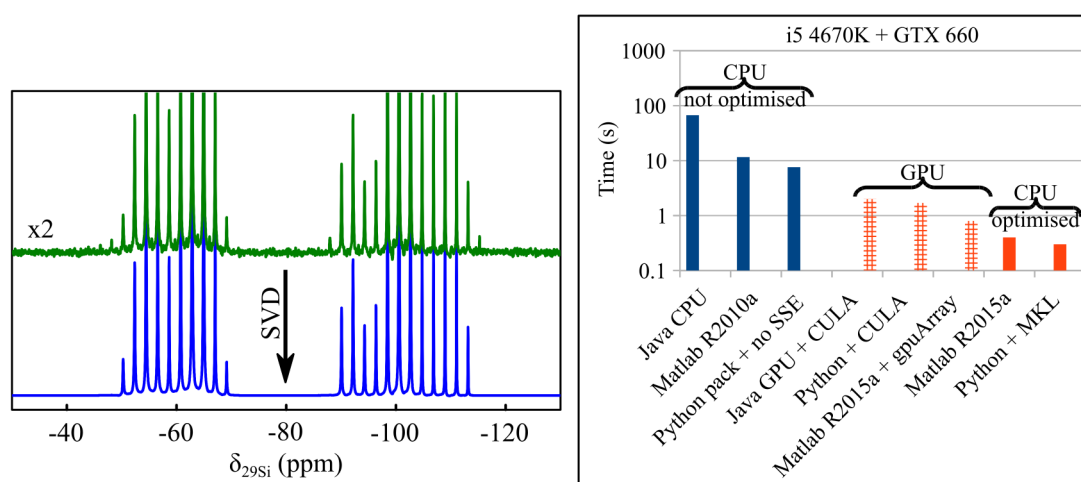 x2
SVD
-40 -60 -80 -100 -120
δ29Si (ppm)
i5 4670K + GTX 660
Time (s)
1000
100
10
1
0.1
CPU
not optimised
GPU
CPU
optimised
Java CPU
Matlab R2010a
Python pack + no SSE
Java GPU + CULA
Python + CULA
Matlab R2015a + gpuArray
Matlab R2015a
Python + MKL